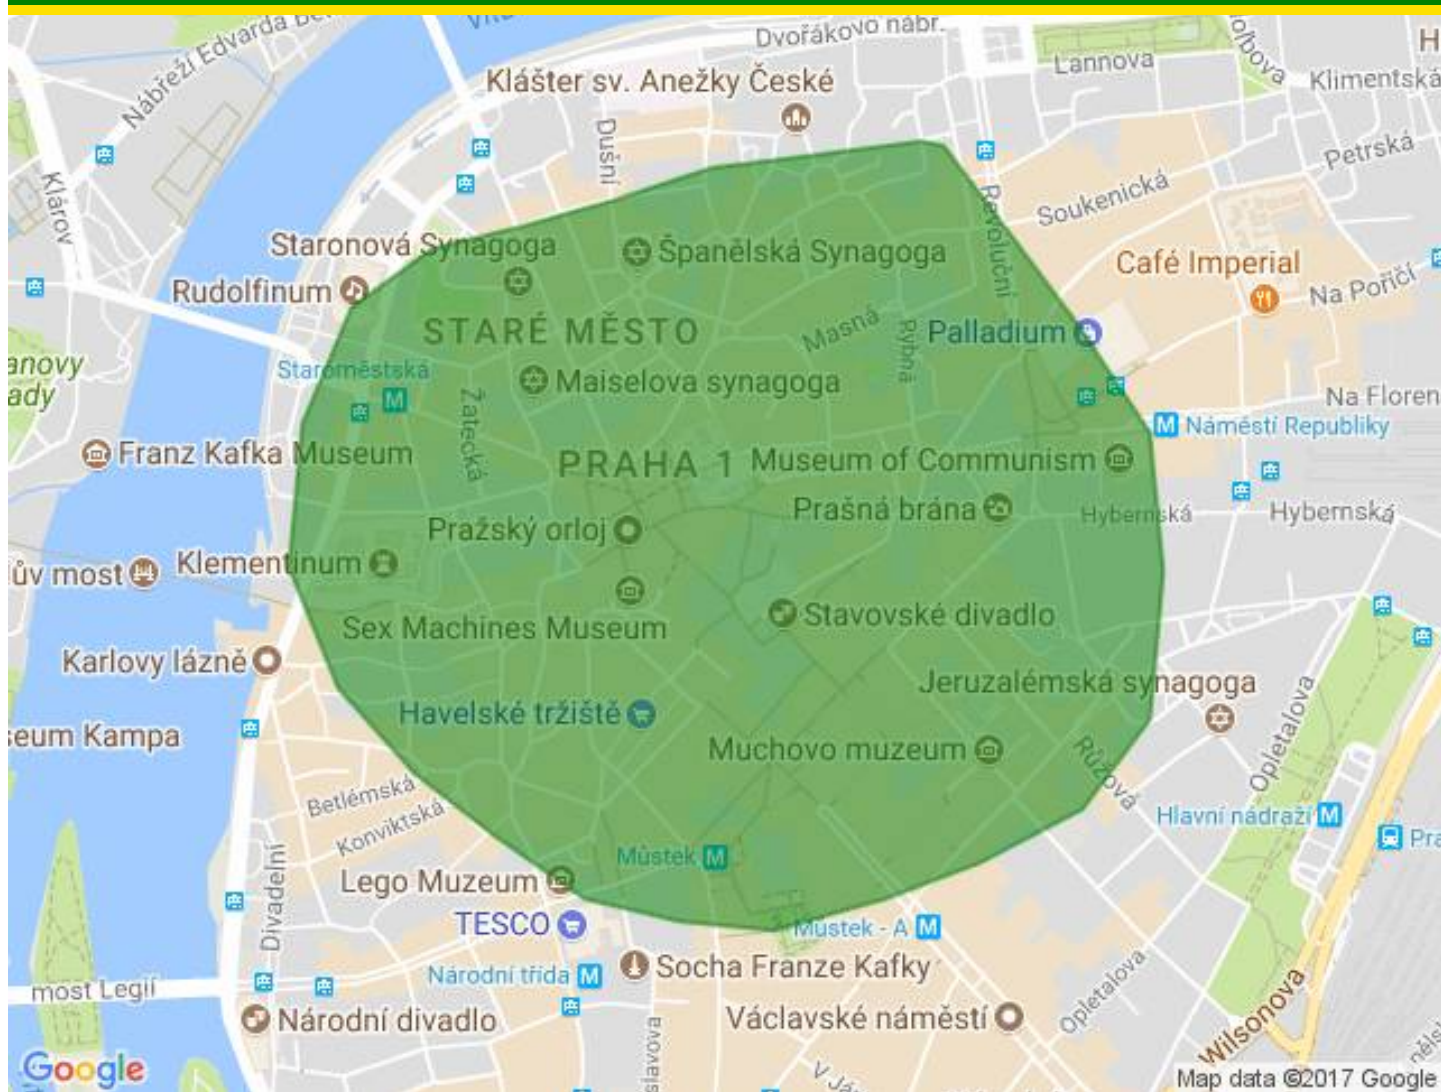 Nábřeží Edvarda Be
Dvořákovo nábř.
Lannova
Klimentská
Klášter sv. Anežky České
Dušní
Petrská
Klárov
Revoluční
Soukenická
Staronová Synagoga
Španělská Synagoga
Café Imperial
Rudolfinum
Na Poříčí
STARÉ MĚSTO
Masná
Rybná
Palladium
anovy
ady
Staroměstská
M
Maiselova synagoga
Žatecká
Na Floren
M Náměstí Republiky
Franz Kafka Museum
PRAHA 1
Museum of Communism
Prašná brána
Hybernská
Hybernská
Pražský orloj
ův most
Klementinum
Stavovské divadlo
Sex Machines Museum
Karlovy lázně
Jeruzalémská synagoga
Havelské tržiště
seum Kampa
Muchovo muzeum
Růžová
Opletalova
Betlémská
Konviktská
Hlavní nádraží M
Pra
Můstek M
Divadelní
Lego Muzeum
TESCO
Můstek - A M
Národní třída M
Socha Franze Kafky
most Legií
Opletalova
Wilsonova
Národní divadlo
Václavské náměstí
Google
Map data ©2017 Google